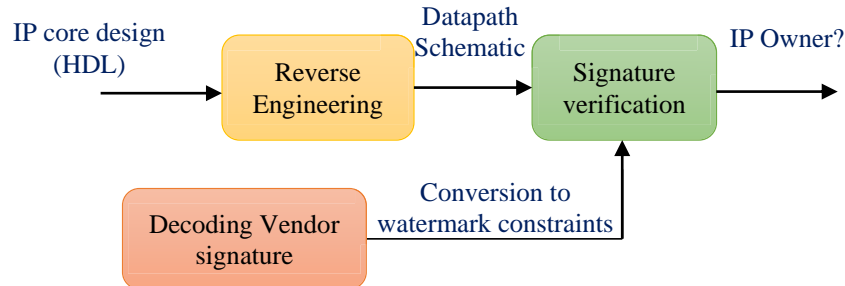 IP core design
(HDL)
Reverse
Engineering
Datapath
Schematic
Signature
verification
IP Owner?
Decoding Vendor
signature
Conversion to
watermark constraints